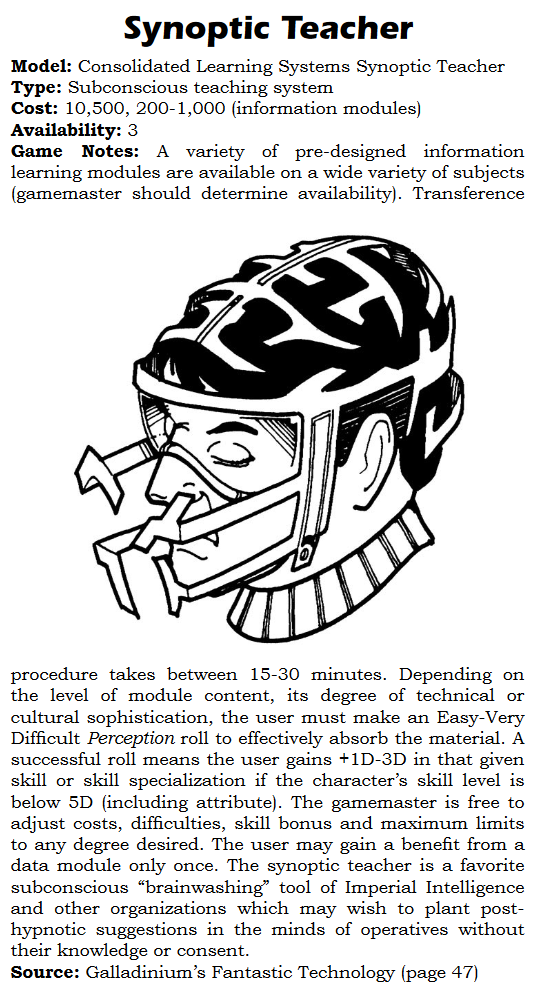 Synoptic Teacher
Model: Consolidated Learning Systems Synoptic Teacher
Type: Subconscious teaching system
Cost: 10,500, 200-1,000 (information modules)
Availability: 3
Game Notes: A variety of pre-designed information
learning modules are available on a wide variety of subjects
(gamemaster should determine availability). Transference
procedure takes between 15-30 minutes. Depending on
the level of module content, its degree of technical or
cultural sophistication, the user must make an Easy-Very
Difficult Perception roll to effectively absorb the material. A
successful roll means the user gains +1D-3D in that given
skill or skill specialization if the character's skill level is
below 5D (including attribute). The gamemaster is free to
adjust costs, difficulties, skill bonus and maximum limits
to any degree desired. The user may gain a benefit from a
data module only once. The synoptic teacher is a favorite
subconscious “brainwashing” tool of Imperial Intelligence
and other organizations which may wish to plant post-
hypnotic suggestions in the minds of operatives without
their knowledge or consent.
Source: Galladinium's Fantastic Technology (page 47)